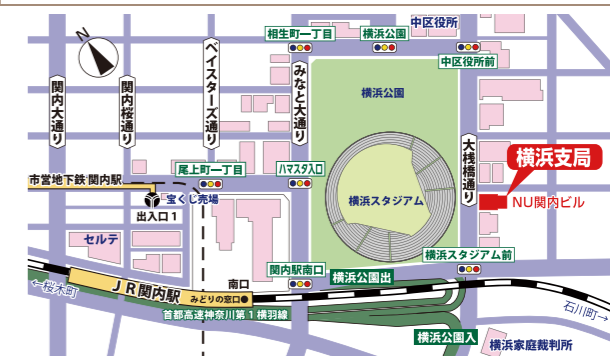 中区役所
N
相生町一丁目
横浜公園
中区役所前
関内大通り
関内桜通り
ベイスターズ通り
みなと大通り
横浜公園
大桟橋通り
横浜支局
NU関内ビル
尾上町一丁目
ハマスタ入口
市営地下鉄 関内駅
宝くじ売場
出入口1
横浜スタジアム
セルテ
横浜スタジアム前
関内駅南口
横浜公園出
南口
JR関内駅
みどりの窓口
←桜木町
首都高速神奈川第1横羽線
石川町→
横浜公園入
横浜家庭裁判所